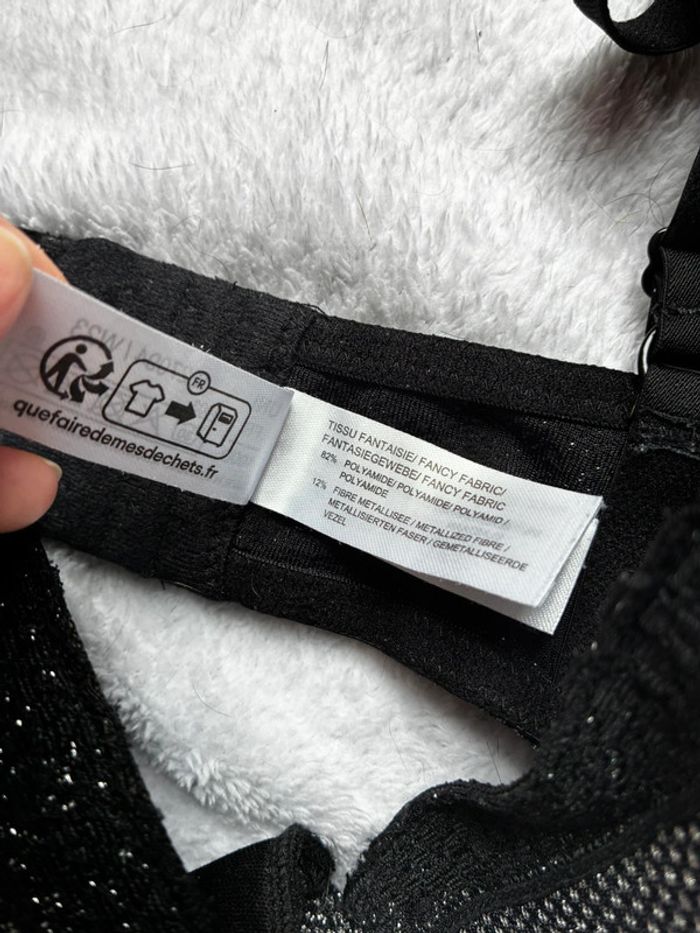 FR
quefairedemesdechets.fr
TISSU FANTAISIE/ FANCY FABRIC/
FANTASIEGEWEBE/ FANCY FABRIC
82% POLYAMIDE/ POLYAMIDE/ POLYAMID /
POLYAMIDE
12% FIBRE METALLISEE / METALLIZED FIBRE /
METALLISIERTEN FASER / GEMETALLISEERDE
VEZEL